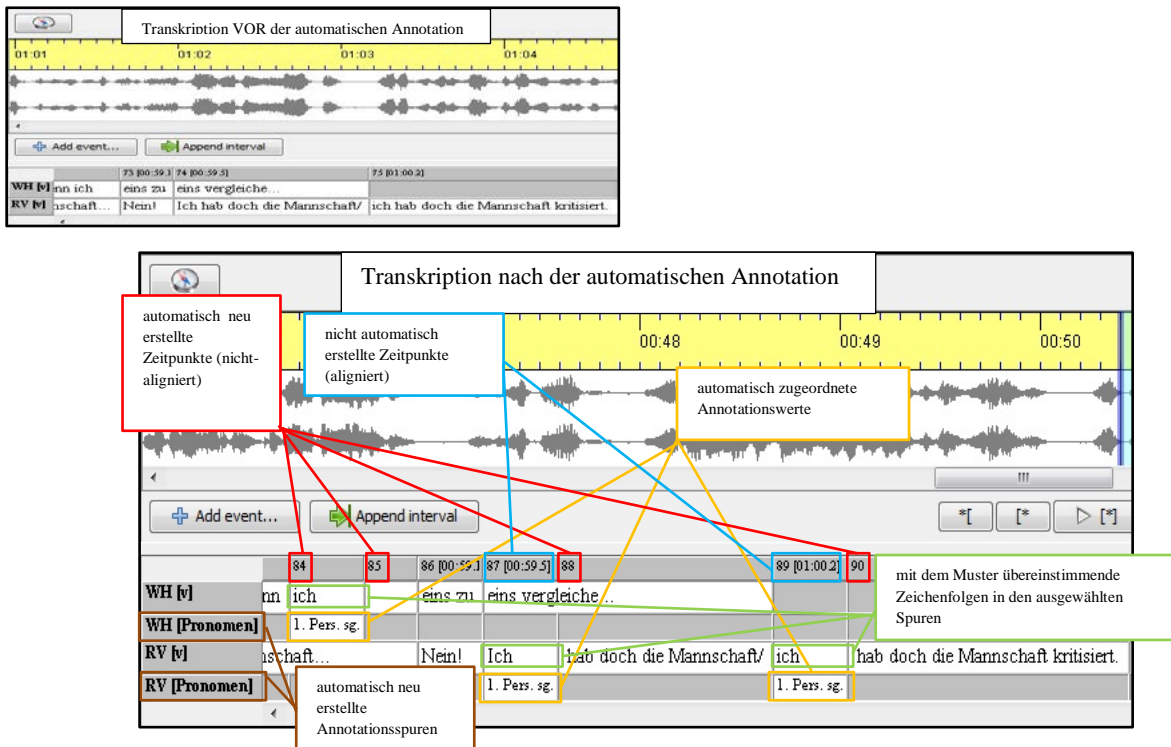 Transkription VOR der automatischen Annotation
01:01 01:02 01:03 01:04
Add event... Append interval
73 [00:59.1 74 [00:59.5] 75 [01:00.2]
WH [v] nn ich eins zu eins vergleiche...
RV [v] nschaft... Nein! Ich hab doch die Mannschaft/ ich hab doch die Mannschaft kritisiert.
Transkription nach der automatischen Annotation
automatisch neu
erstellte
Zeitpunkte (nicht-
aligniert)
nicht automatisch
erstellte Zeitpunkte
(aligniert)
00:48 00:49 00:50
automatisch zugeordnete
Annotationswerte
Add event... Append interval *[ [* [*]
84 85 86 [00:59.1 87 [00:59.5] 88 89 [01:00.2] 90
WH [v] nn ich eins zu eins vergleiche...
WH [Pronomen] 1. Pers. sg.
RV [v] nschaft... Nein! Ich hab doch die Mannschaft/ ich hab doch die Mannschaft kritisiert.
RV [Pronomen] 1. Pers. sg. 1. Pers. sg.
mit dem Muster übereinstimmende
Zeichenfolgen in den ausgewählten
Spuren
automatisch neu
erstellte
Annotationsspuren